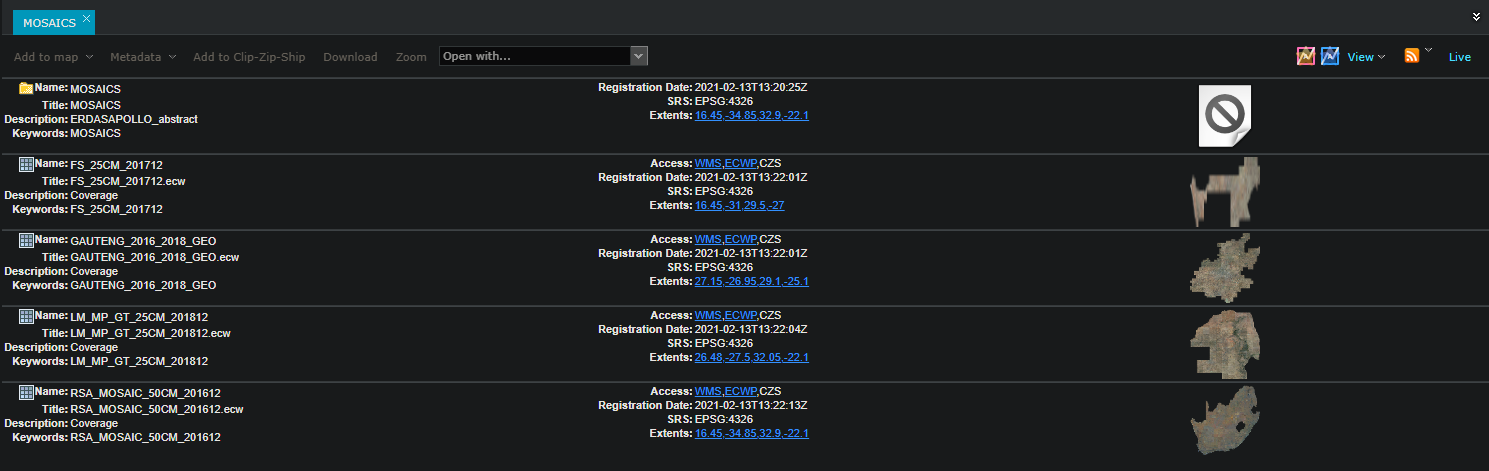 MOSAICS
Add to map Metadata Add to Clip-Zip-Ship Download Zoom Open with... View Live
Name: MOSAICS
Title: MOSAICS
Description: ERDASAPOLLO_abstract
Keywords: MOSAICS
Registration Date: 2021-02-13T13:20:25Z
SRS: EPSG:4326
Extents: 16.45,-34.85,32.9,-22.1
Name: FS_25CM_201712
Title: FS_25CM_201712.ecw
Description: Coverage
Keywords: FS_25CM_201712
Access: WMS,ECWP,CZS
Registration Date: 2021-02-13T13:22:01Z
SRS: EPSG:4326
Extents: 16.45,-31,29.5,-27
Name: GAUTENG_2016_2018_GEO
Title: GAUTENG_2016_2018_GEO.ecw
Description: Coverage
Keywords: GAUTENG_2016_2018_GEO
Access: WMS,ECWP,CZS
Registration Date: 2021-02-13T13:22:01Z
SRS: EPSG:4326
Extents: 27.15,-26.95,29.1,-25.1
Name: LM_MP_GT_25CM_201812
Title: LM_MP_GT_25CM_201812.ecw
Description: Coverage
Keywords: LM_MP_GT_25CM_201812
Access: WMS,ECWP,CZS
Registration Date: 2021-02-13T13:22:04Z
SRS: EPSG:4326
Extents: 26.48,-27.5,32.05,-22.1
Name: RSA_MOSAIC_50CM_201612
Title: RSA_MOSAIC_50CM_201612.ecw
Description: Coverage
Keywords: RSA_MOSAIC_50CM_201612
Access: WMS,ECWP,CZS
Registration Date: 2021-02-13T13:22:13Z
SRS: EPSG:4326
Extents: 16.45,-34.85,32.9,-22.1